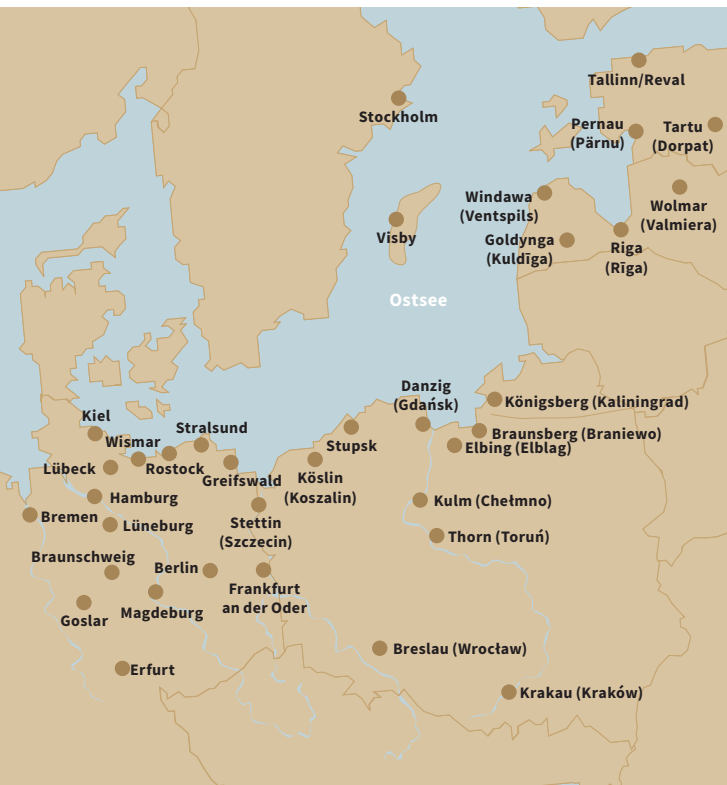 Tallinn/Reval
Stockholm
Pernau
(Pärnu)
Tartu
(Dorpat)
Windawa
(Ventspils)
Wolmar
(Valmiera)
Visby
Goldynga
(Kuldīga)
Riga
(Rīga)
Ostsee
Danzig
(Gdańsk)
Königsberg (Kaliningrad)
Kiel
Stralsund
Braunsberg (Braniewo)
Wismar
Stupsk
Elbing (Elblag)
Lübeck
Rostock
Greifswald
Köslin
(Koszalin)
Hamburg
Kulm (Chełmno)
Bremen
Lüneburg
Stettin
(Szczecin)
Thorn (Toruń)
Braunschweig
Berlin
Frankfurt
an der Oder
Magdeburg
Goslar
Breslau (Wrocław)
Erfurt
Krakau (Kraków)